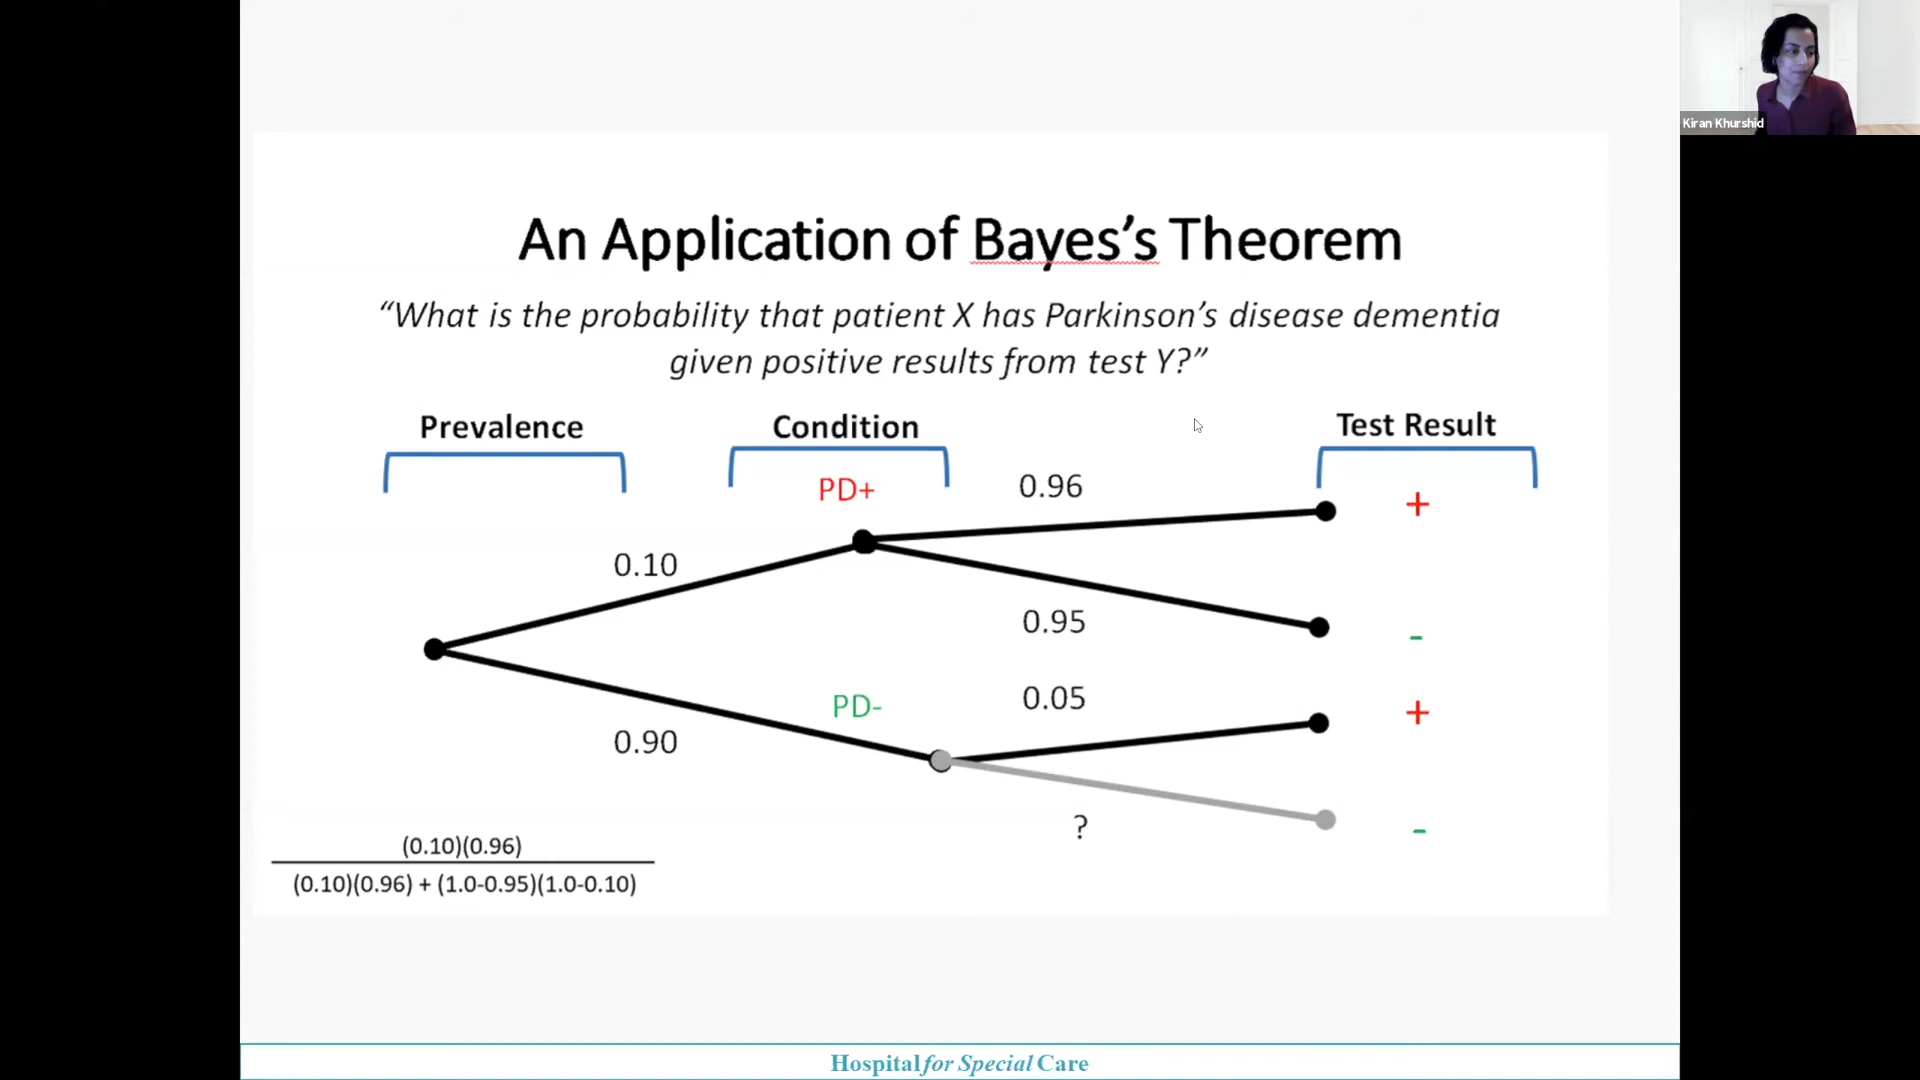 Kiran Khurshid
An Application of Bayes’s Theorem
“What is the probability that patient X has Parkinson’s disease dementia
given positive results from test Y?”
Prevalence
Condition
Test Result
PD+
0.96
+
0.10
0.95
-
PD-
0.05
+
0.90
?
-
(0.10)(0.96)
(0.10)(0.96) + (1.0-0.95)(1.0-0.10)
Hospital for Special Care